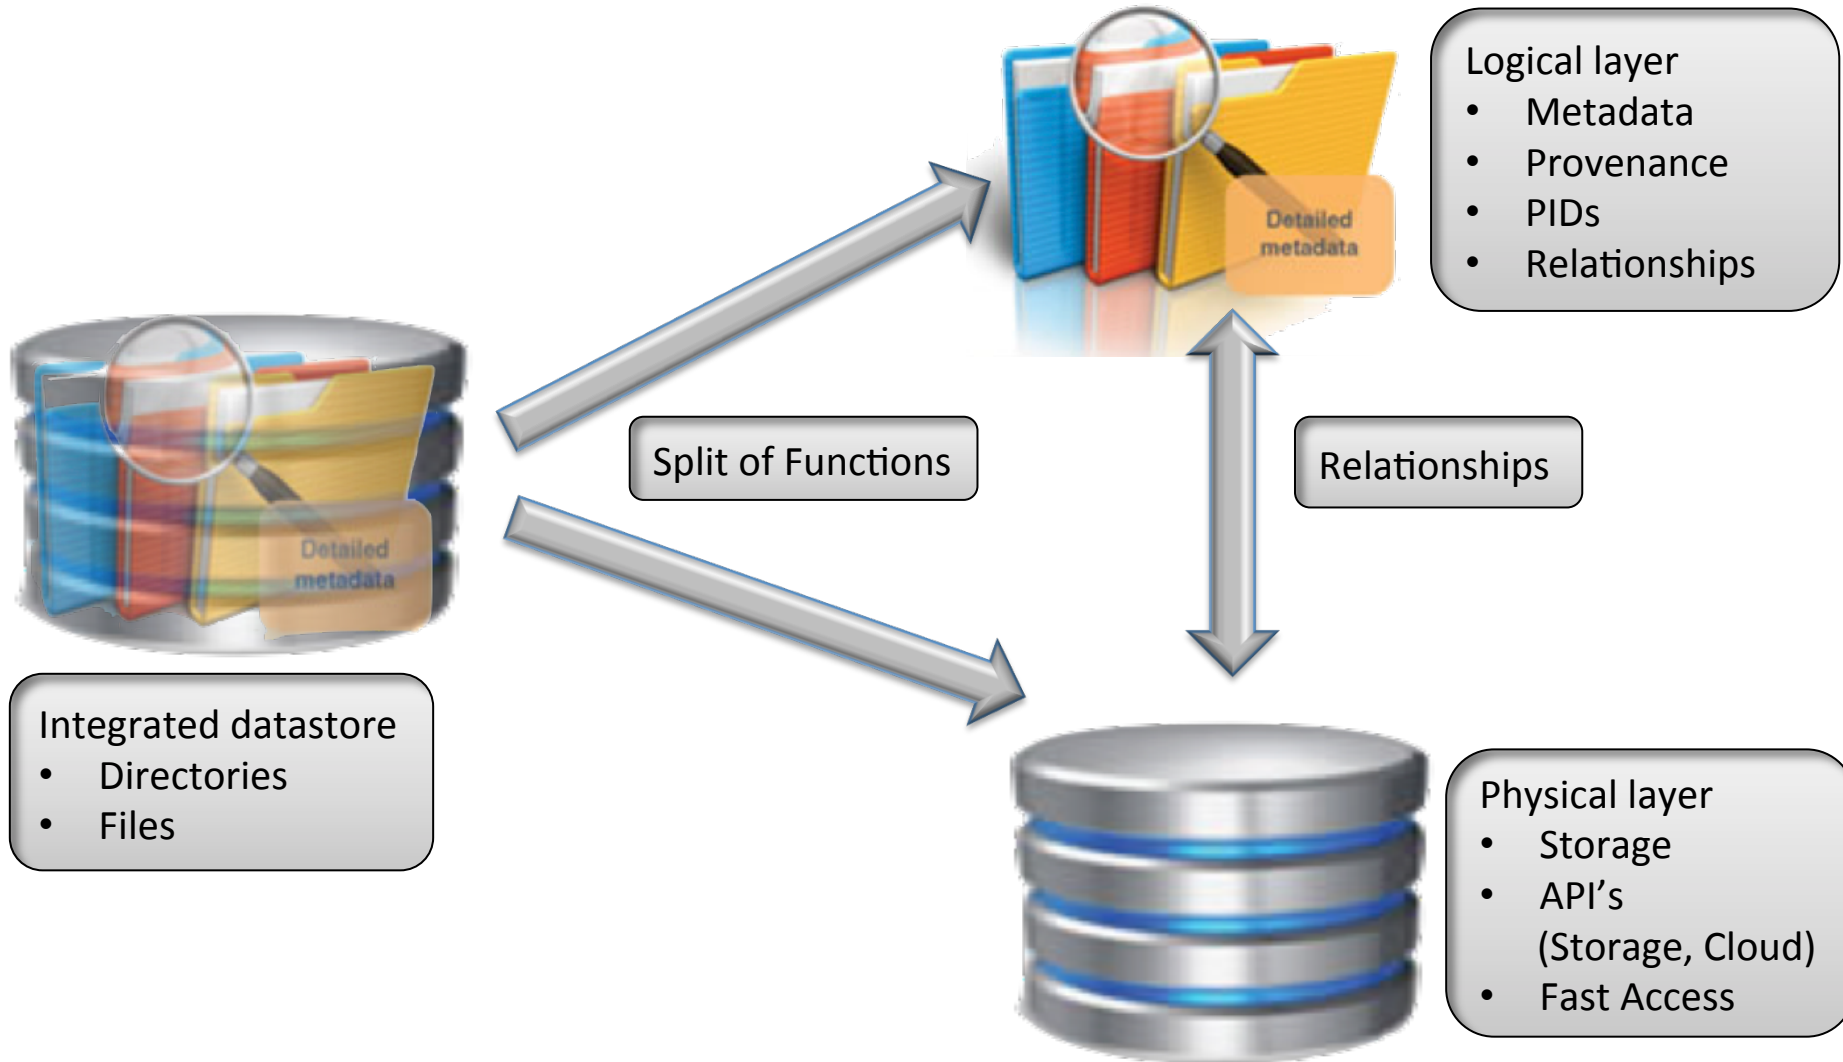 Logical layer
• Metadata
• Provenance
• PIDs
• Relationships
Detailed
metadata
Split of Functions
Relationships
Detailed
metadata
Integrated datastore
• Directories
• Files
Physical layer
• Storage
• API's
(Storage, Cloud)
• Fast Access